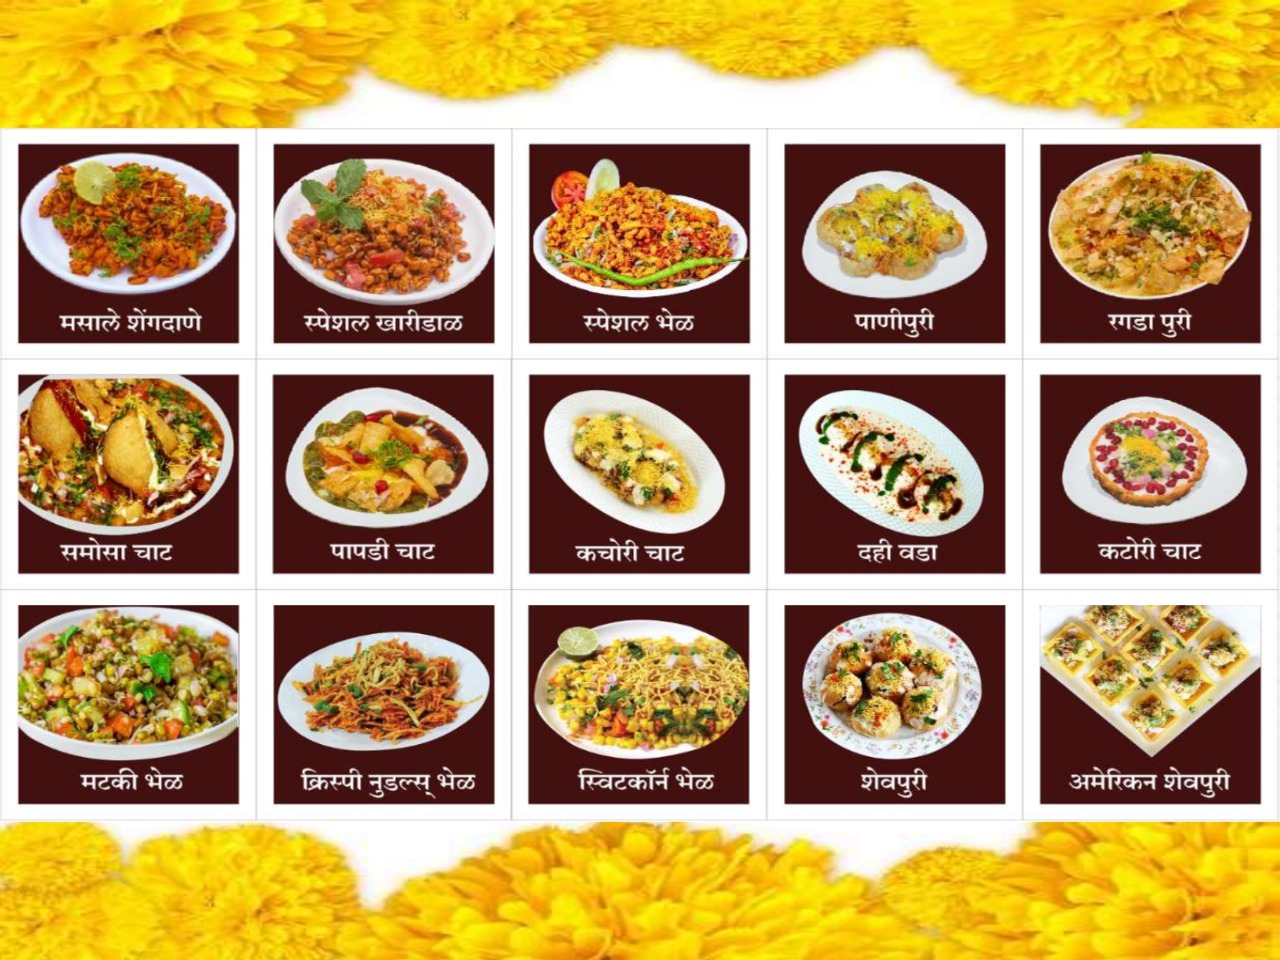 मसाले शेंगदाणे
स्पेशल खारीडाळ
स्पेशल भेळ
पाणीपुरी
रगडा पुरी
समोसा चाट
पापडी चाट
कचोरी चाट
दही वडा
कटोरी चाट
मटकी भेळ
क्रिस्पी नुडल्स् भेळ
स्विटकॉर्न भेळ
शेवपुरी
अमेरिकन शेवपुरी